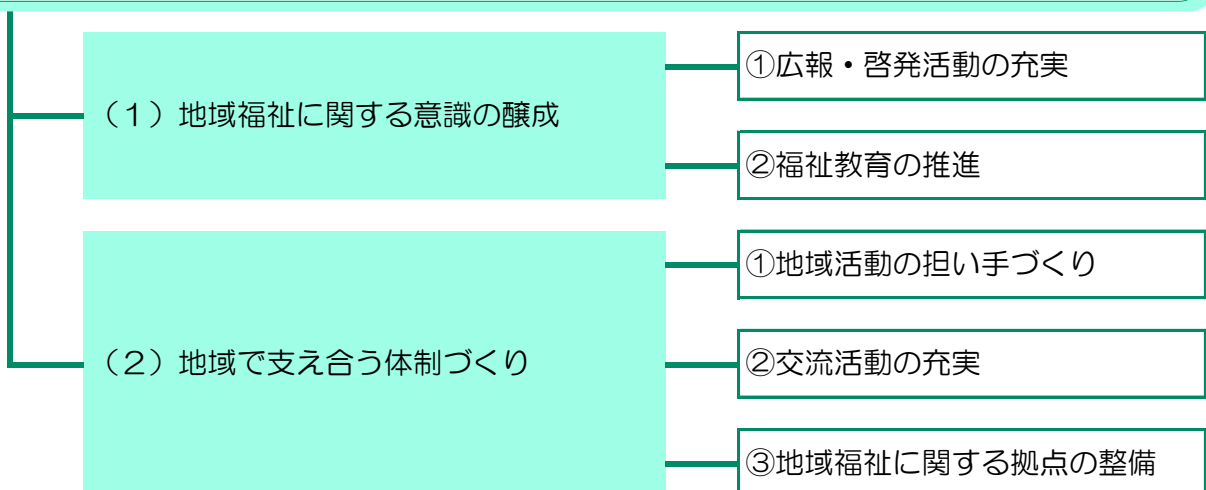 （１）地域福祉に関する意識の醸成
①広報・啓発活動の充実
②福祉教育の推進
（２）地域で支え合う体制づくり
①地域活動の担い手づくり
②交流活動の充実
③地域福祉に関する拠点の整備